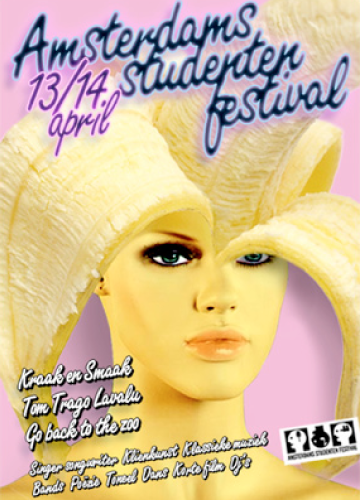 Amsterdams
studenten
festival
13/14
april
Kraak en Smaak
Tom Trago Lavalu
Go back to the zoo
AMSTERDAMS STUDENTEN FESTIVAL
Singer songwriter Kleinkunst Klassieke muziek
Bands Poëzie Toneel Dans Korte film Dj's